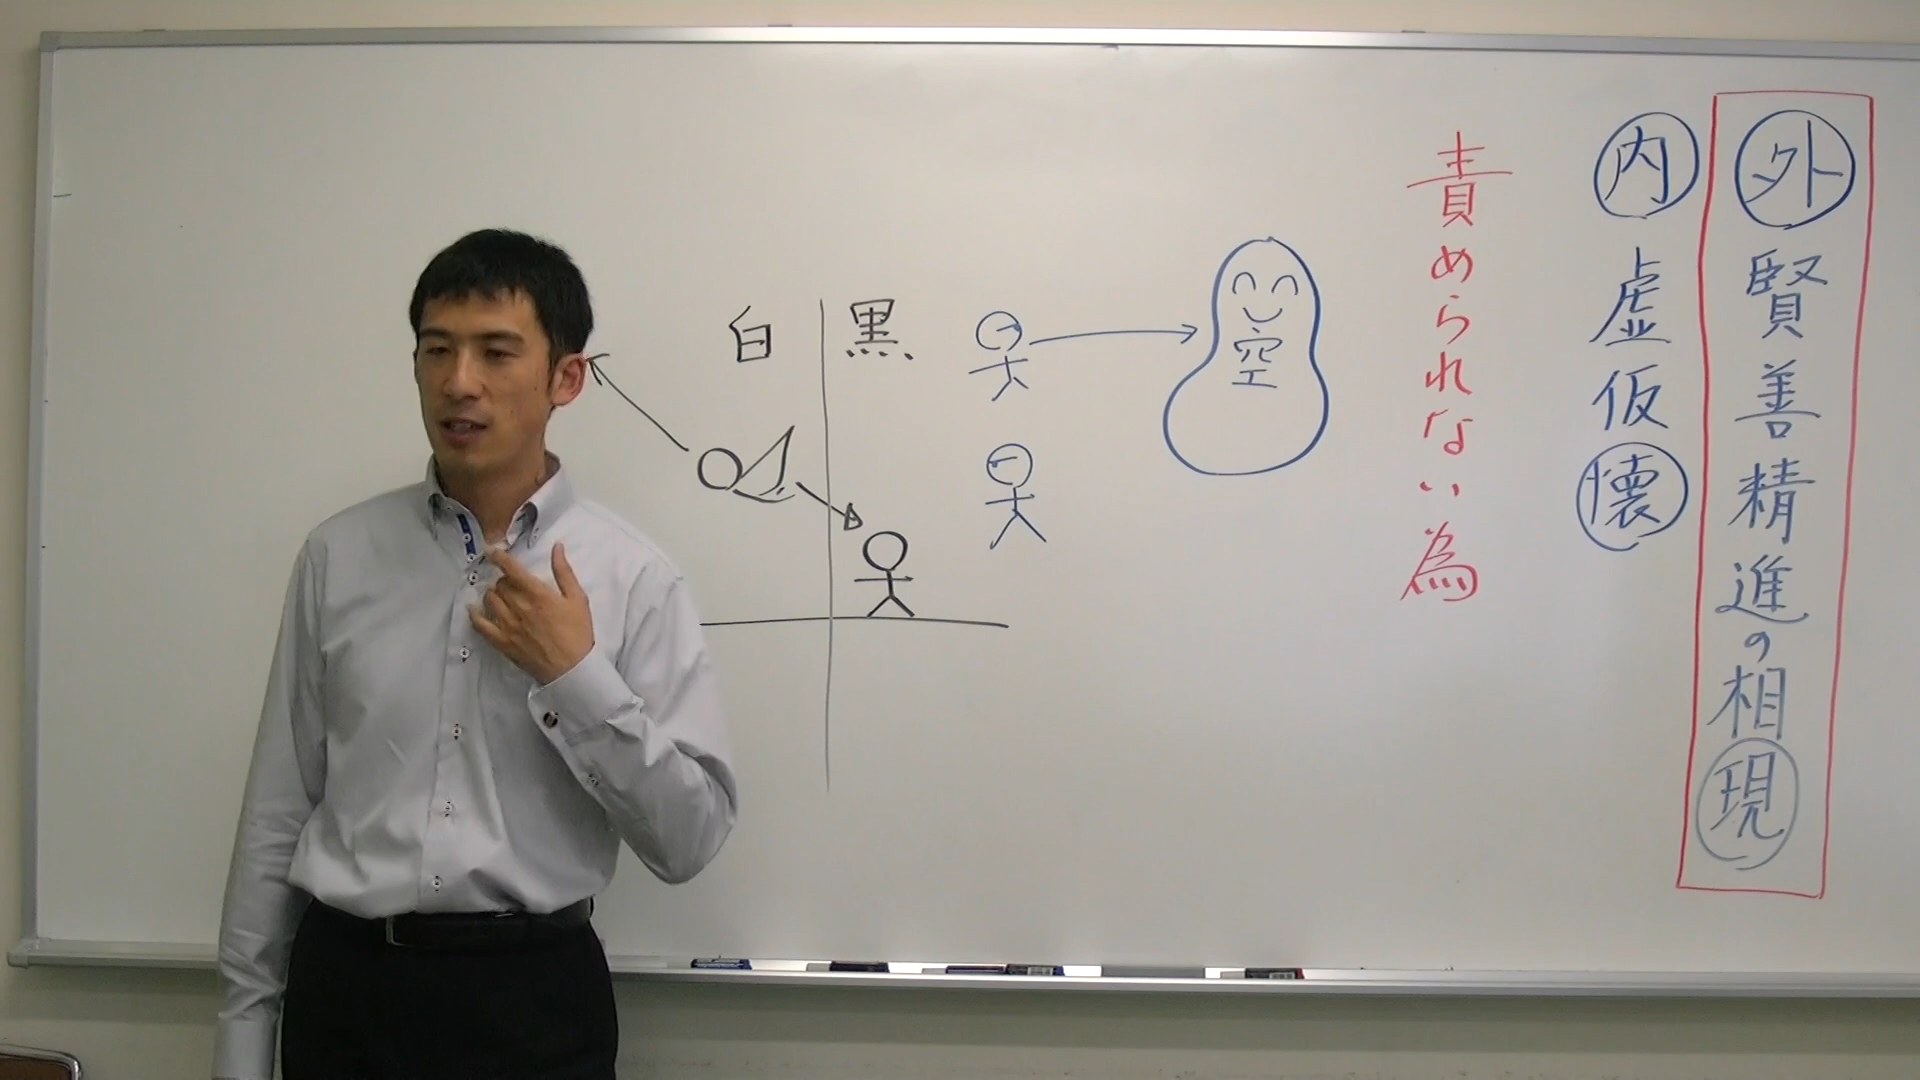 外賢善精進の相現
内虚仮懐
責められない為
空
黒
白